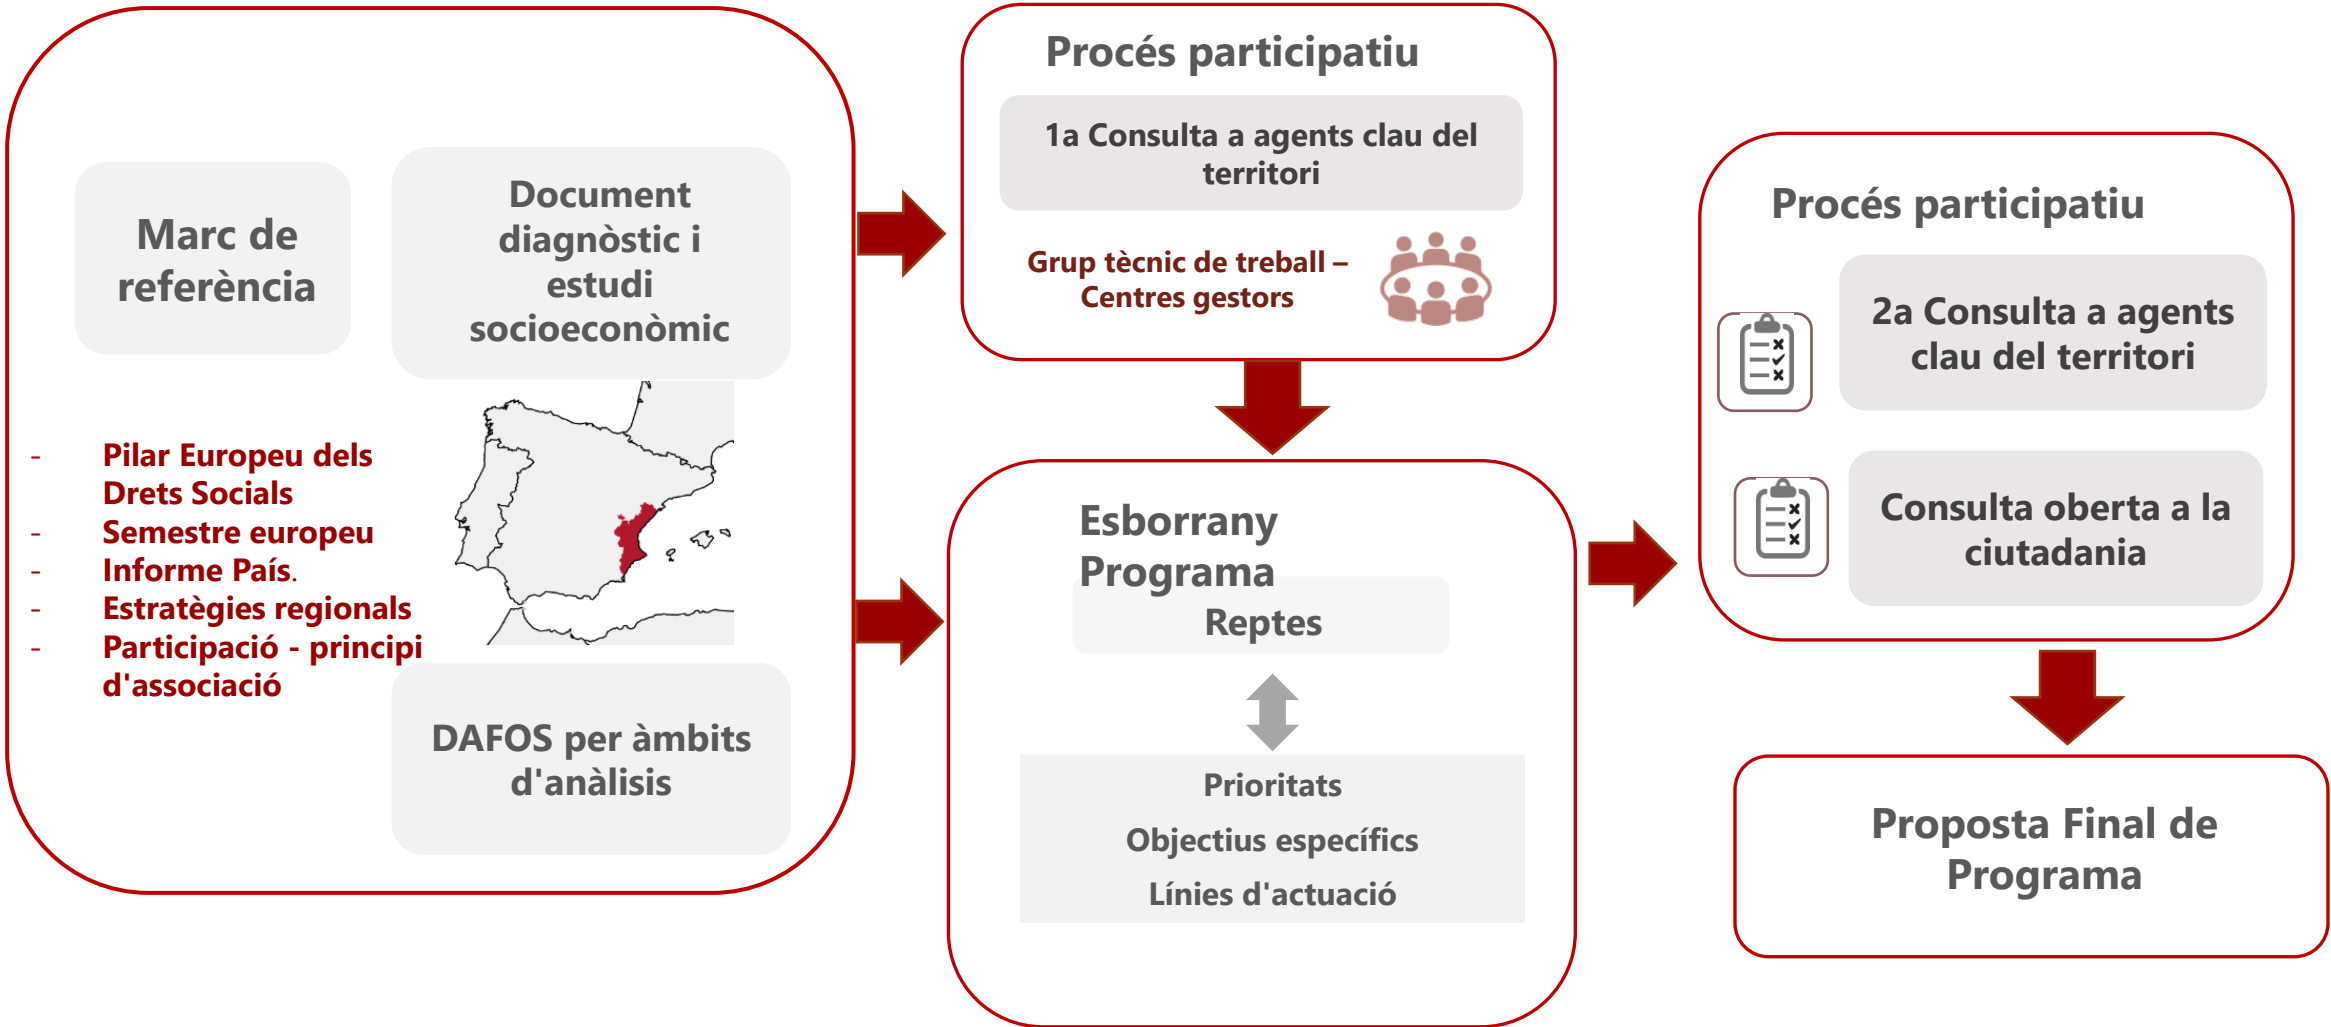 Marc de
referència
Document
diagnòstic i
estudi
socioeconòmic
- Pilar Europeu dels
Drets Socials
- Semestre europeu
- Informe País.
- Estratègies regionals
- Participació - principi
d'associació
DAFOS per àmbits
d'anàlisis
Procés participatiu
1a Consulta a agents clau del
territori
Grup tècnic de treball –
Centres gestors
Esborrany
Programa
Reptes
Prioritats
Objectius específics
Línies d'actuació
Procés participatiu
2a Consulta a agents
clau del territori
Consulta oberta a la
ciutadania
Proposta Final de
Programa